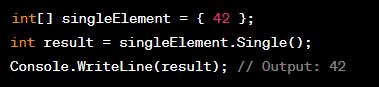 int[] singleElement = { 42 };
int result = singleElement.Single();
Console.WriteLine(result); // Output: 42